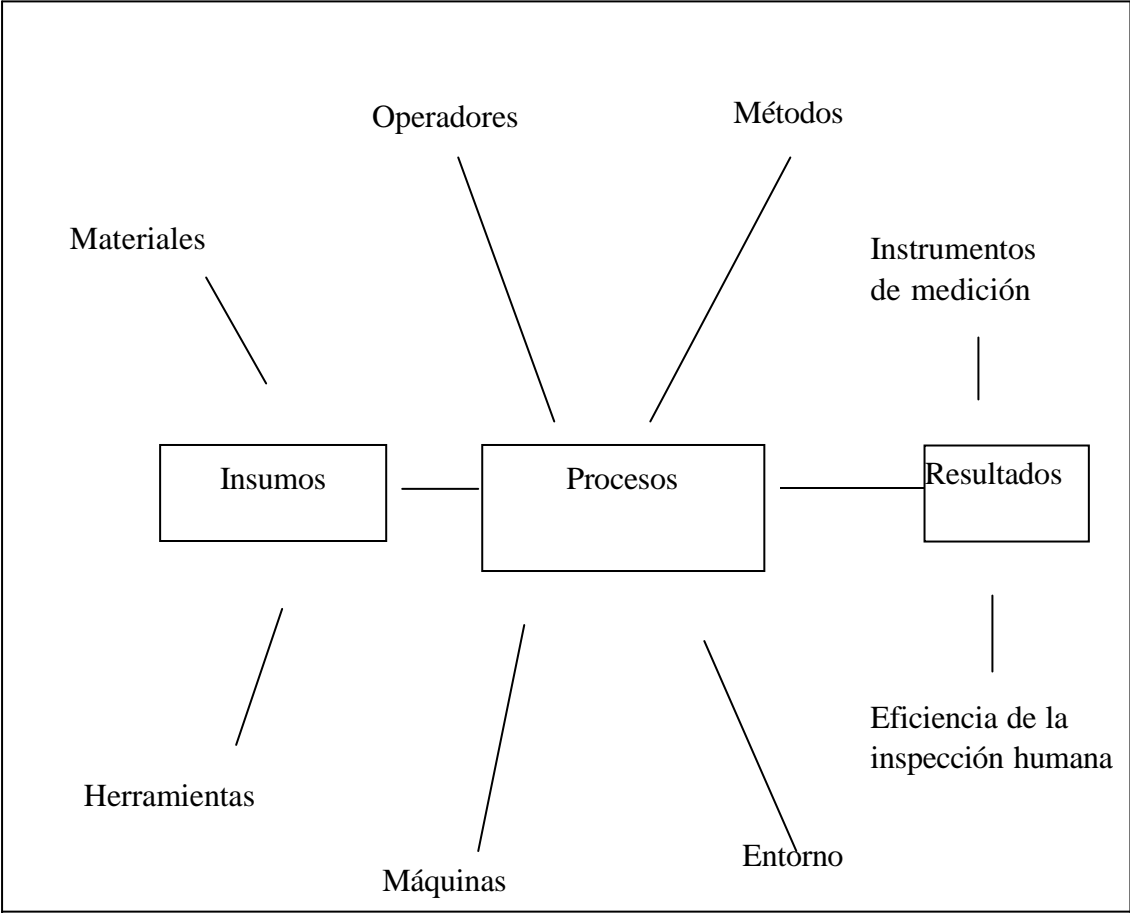 Operadores
Métodos
Materiales
Instrumentos
de medición
Insumos
Procesos
Resultados
Eficiencia de la
inspección humana
Herramientas
Máquinas
Entorno